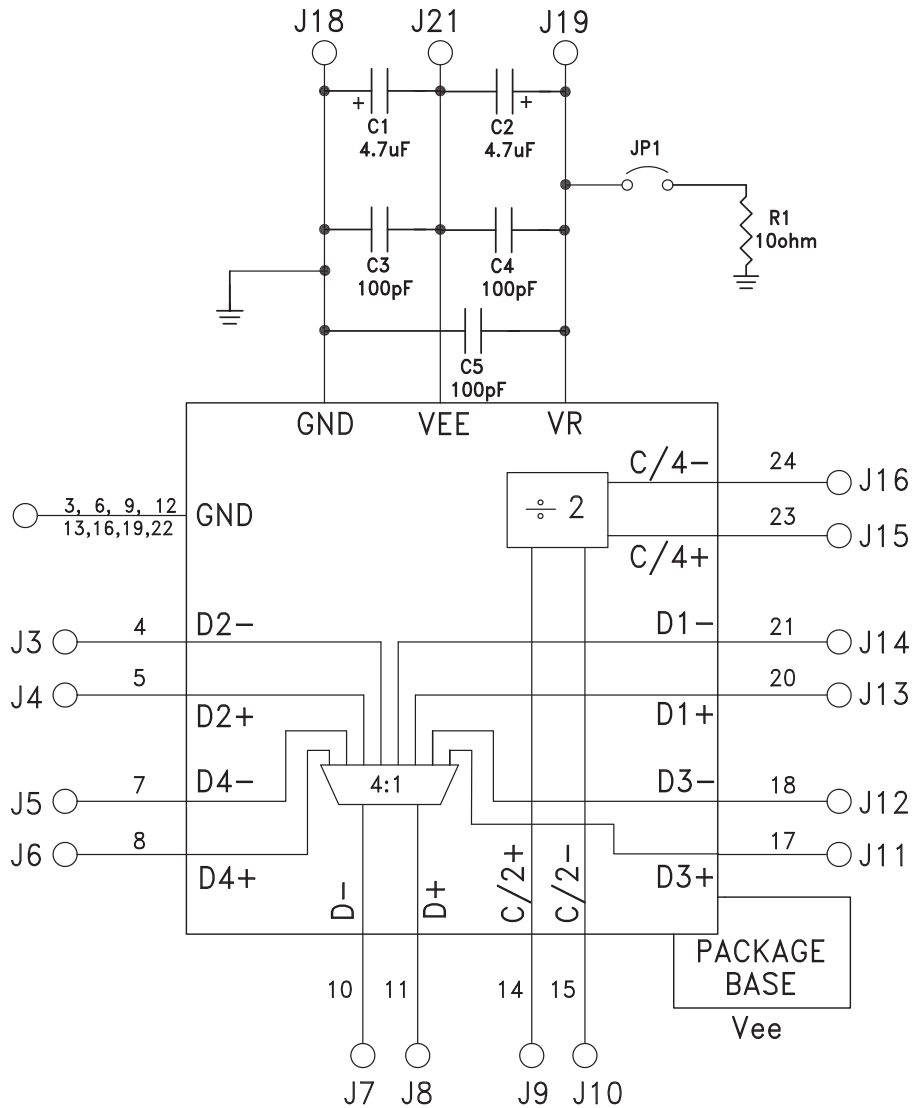 J18 J21 J19
+ +
C1 C2
4.7uF 4.7uF
JP1
R1
10ohm
C3 C4
100pF 100pF
C5
100pF
GND VEE VR
C/4- 24 J16
÷ 2
3, 6, 9, 12
GND
13,16,19,22
23 J15
C/4+
J3 4 D2- D1- 21 J14
J4 5 20 J13
D2+ D1+
4:1
J5 7 D4- D3- 18 J12
J6 8 17 J11
D4+ D3+
D- D+ C/2+ C/2-
PACKAGE
BASE
Vee
10 11 14 15
J7 J8 J9 J10